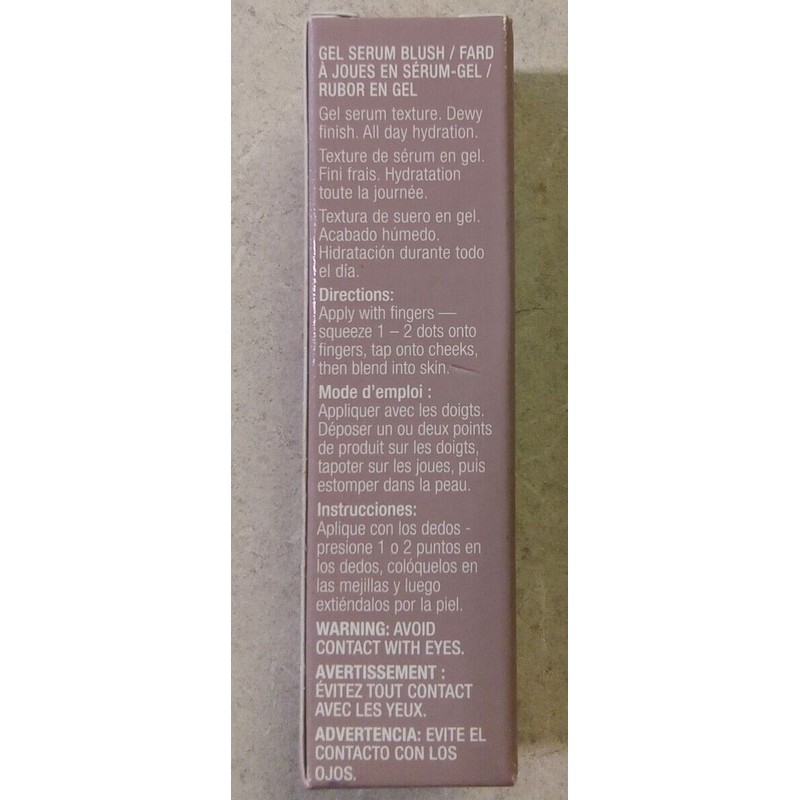 GEL SERUM BLUSH / FARD
À JOUES EN SÉRUM-GEL /
RUBOR EN GEL
Gel serum texture. Dewy
finish. All day hydration.
Texture de sérum en gel.
Fini frais. Hydratation
toute la journée.
Textura de suero en gel.
Acabado húmedo.
Hidratación durante todo
el día.
Directions:
Apply with fingers —
squeeze 1 – 2 dots onto
fingers, tap onto cheeks,
then blend into skin.
Mode d'emploi :
Appliquer avec les doigts.
Déposer un ou deux points
de produit sur les doigts,
tapoter sur les joues, puis
estomper dans la peau.
Instrucciones:
Aplique con los dedos -
presione 1 o 2 puntos en
los dedos, colóquelos en
las mejillas y luego
extiéndalos por la piel.
WARNING: AVOID
CONTACT WITH EYES.
AVERTISSEMENT :
ÉVITEZ TOUT CONTACT
AVEC LES YEUX.
ADVERTENCIA: EVITE EL
CONTACTO CON LOS
OJOS.